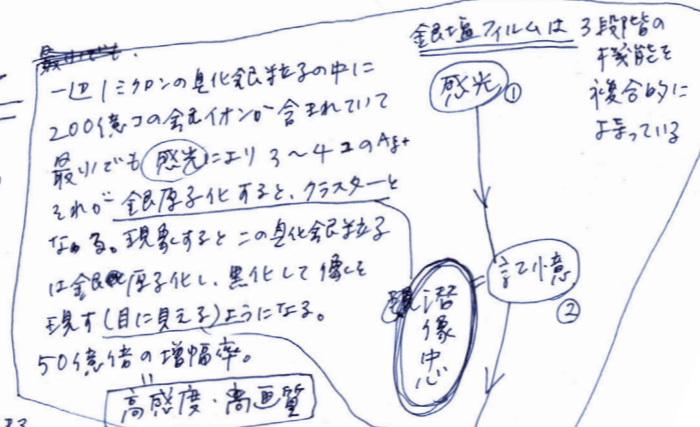 一辺1ミクロンの臭化銀粒子の中に
200億コの銀イオンが含まれていて
最小でも感光により3〜4コのAg+
それが銀原子化すると、クラスターと
なる。現象するとこの臭化銀粒子
は銀原子化し、黒化して像を
現す(目に見える)ようになる。
50億倍の増幅率。
"
高感度・高画質
銀塩フィルムは
3段階の
機能を
複合的に
もっている
感光
①
記憶
②
=
潜像中心